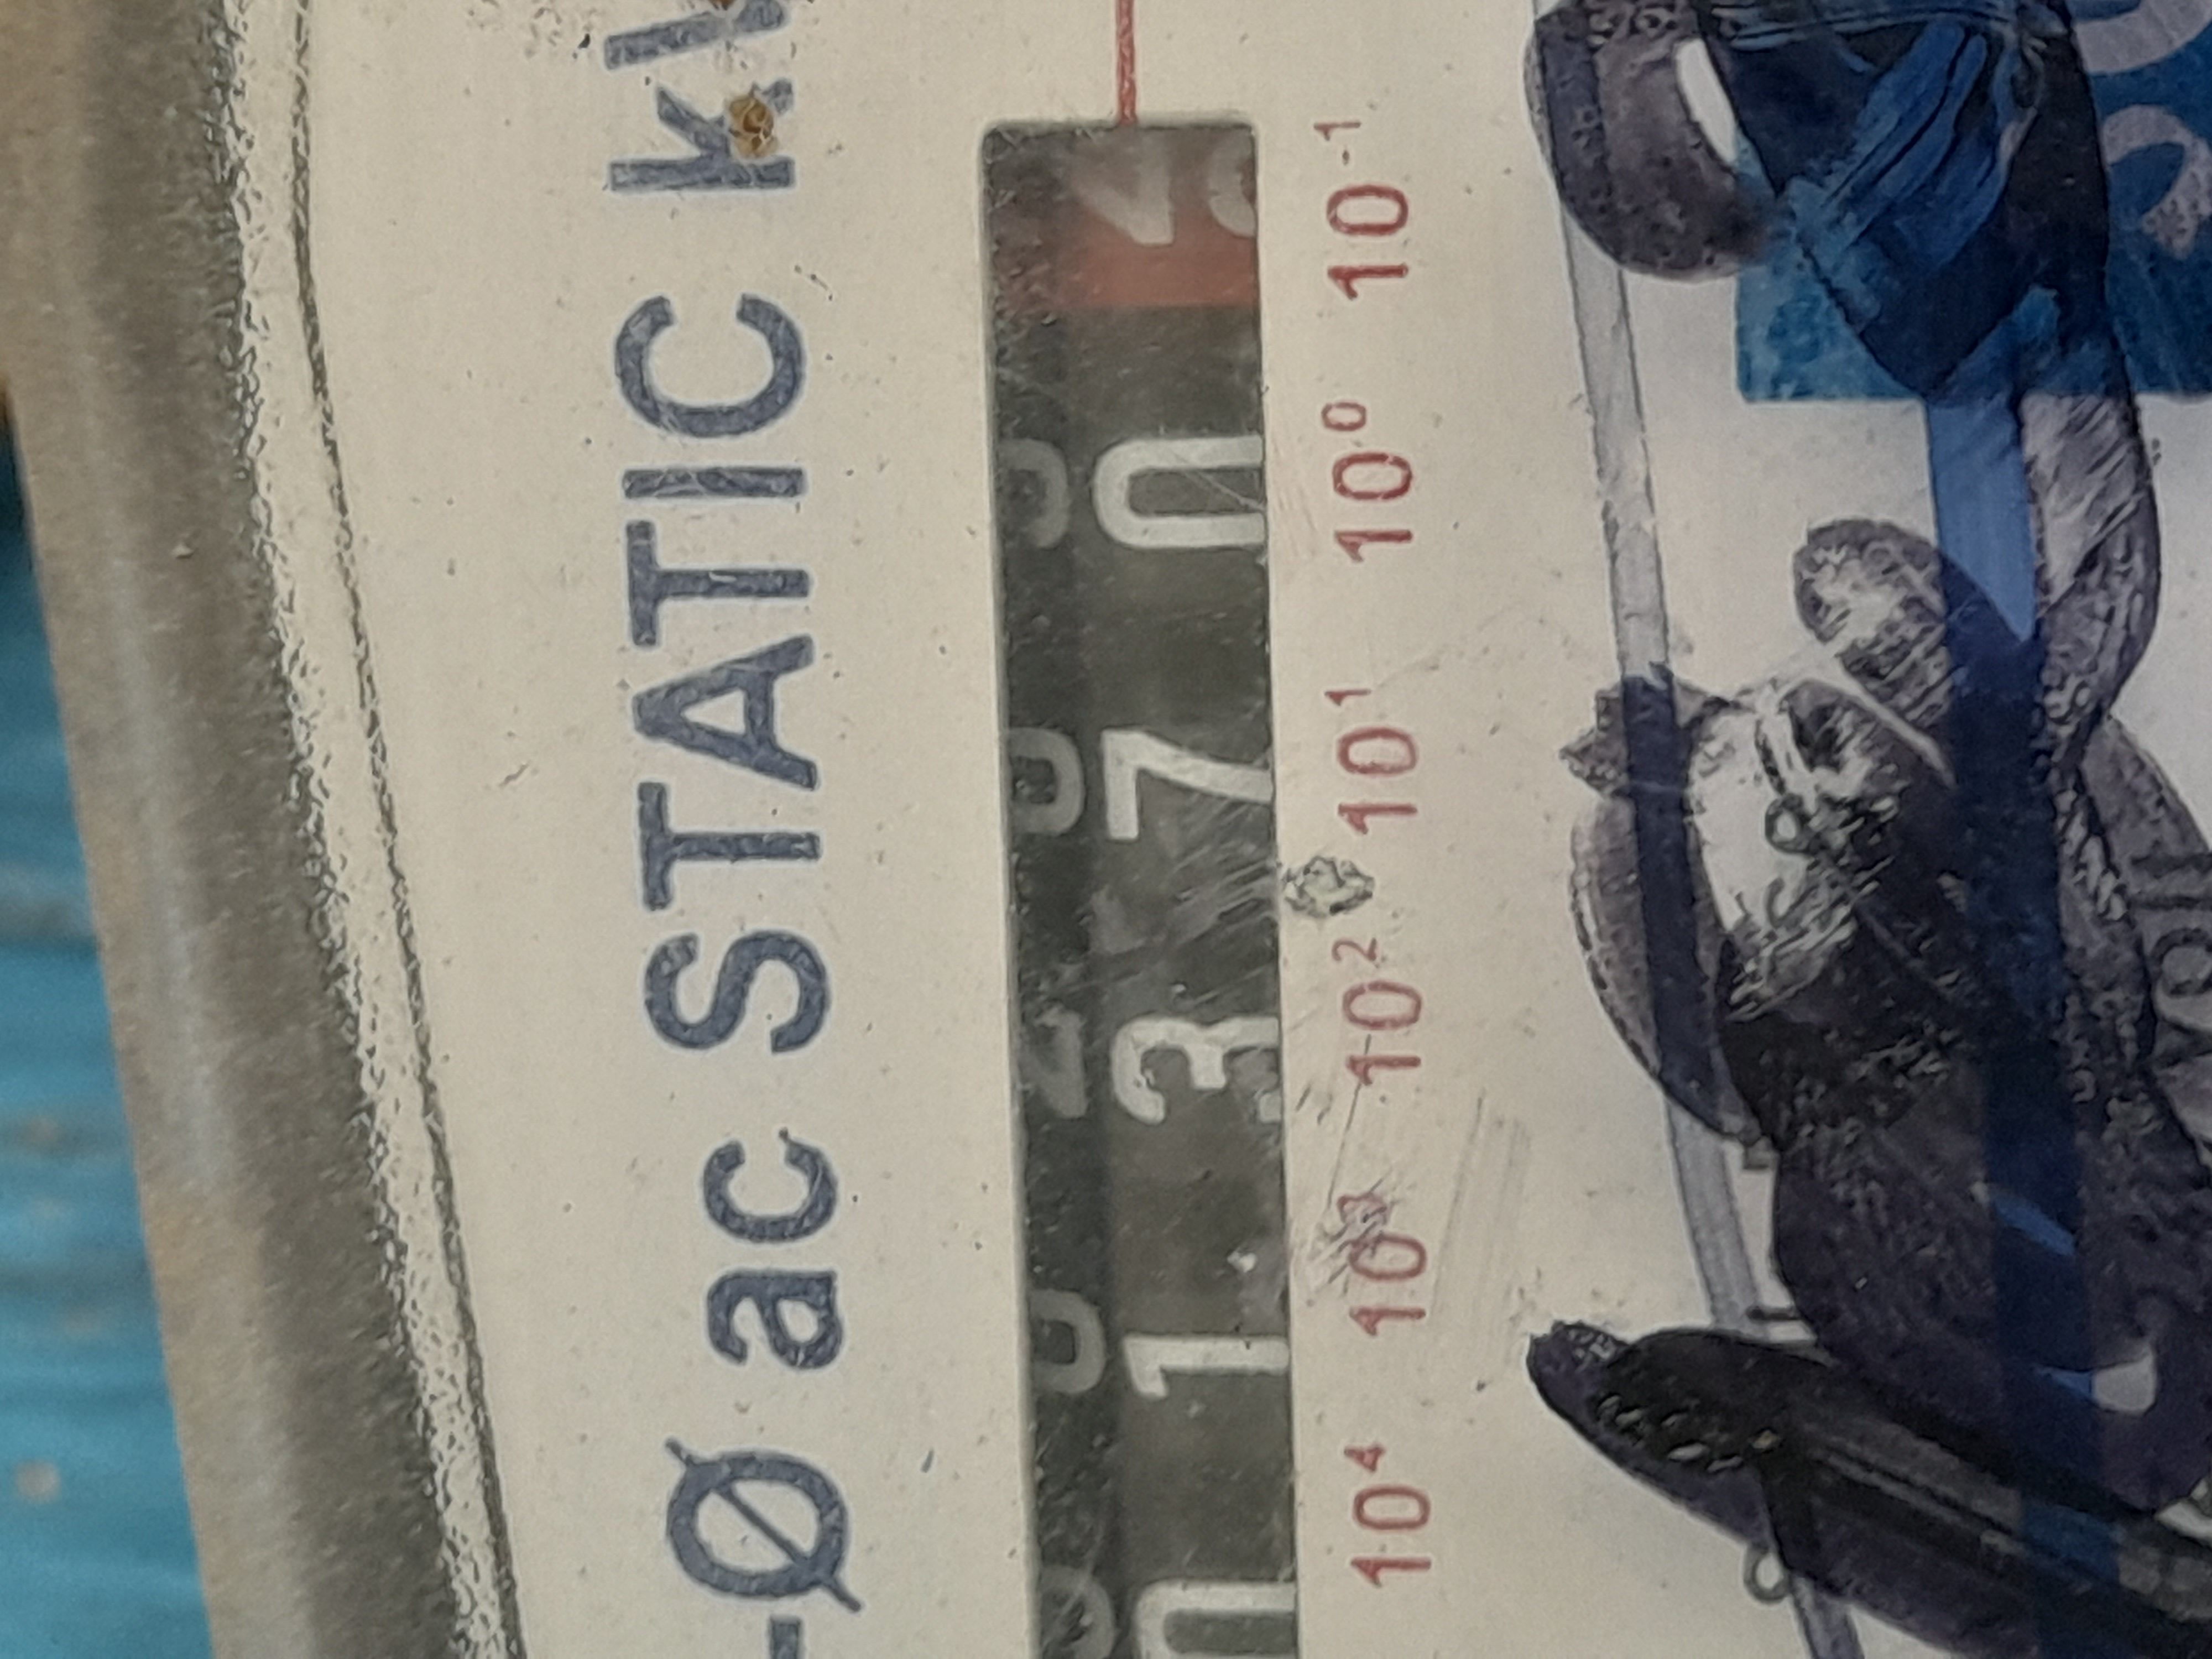 -Ø ac STATIC k
0 1 3 7 0
10⁴ 10³ 10² 10¹ 10⁰ 10⁻¹